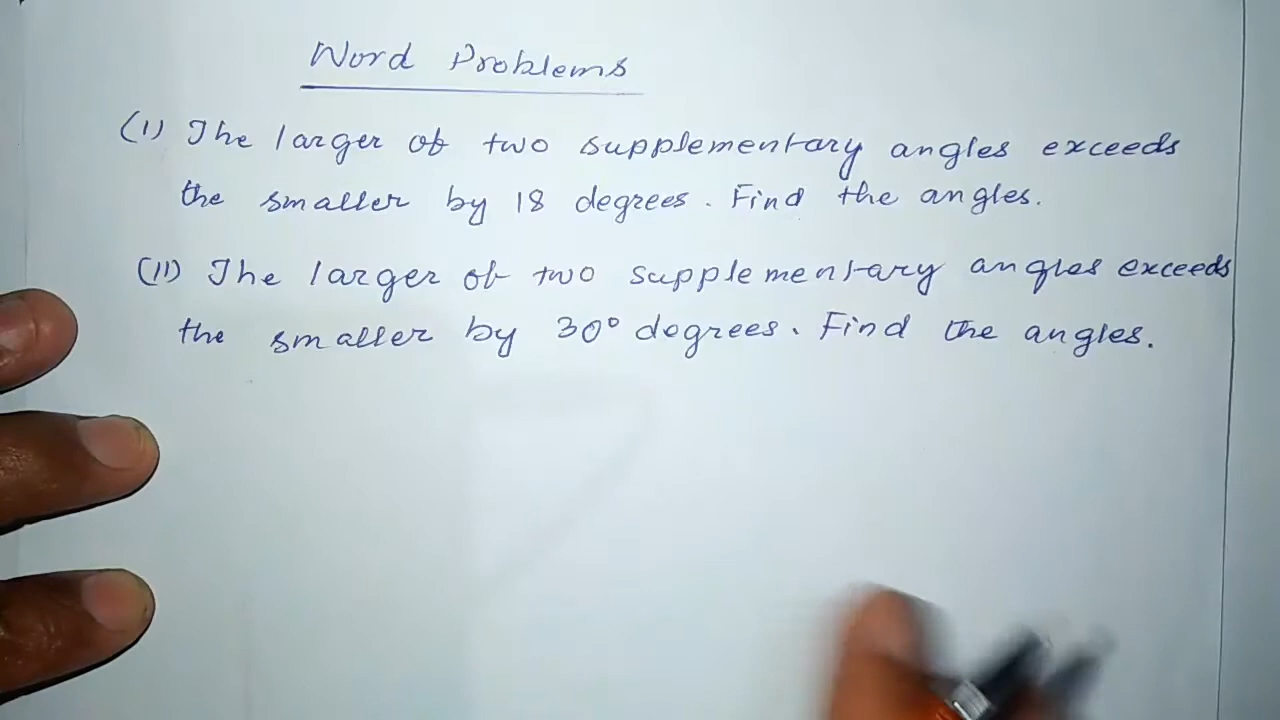 Word Problems
(I) The larger of two supplementary angles exceeds
the smaller by 18 degrees. Find the angles.
(II) The larger of two supplementary angles exceeds
the smaller by 30° degrees. Find the angles.